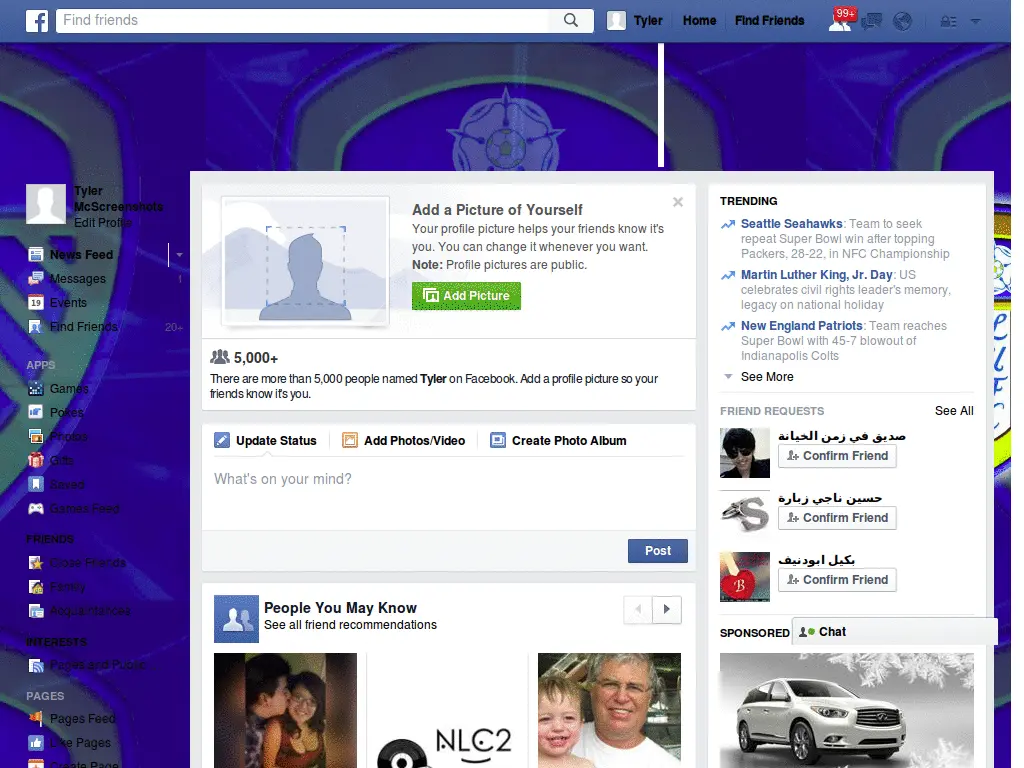 f
Find friends
Tyler
Home
Find Friends
99+
Tyler
McScreenshots
Edit Profile
News Feed
Messages
1
19
Events
Find Friends
20+
APPS
Games
Pokes
Photos
Gifts
Saved
Games Feed
FRIENDS
Close Friends
Family
Acquaintances
INTERESTS
Pages and Public
PAGES
Pages Feed
Like Pages
Create Page
Add a Picture of Yourself
Your profile picture helps your friends know it's
you. You can change it whenever you want.
Note: Profile pictures are public.
Add Picture
5,000+
There are more than 5,000 people named Tyler on Facebook. Add a profile picture so your
friends know it's you.
Update Status
Add Photos/Video
Create Photo Album
What's on your mind?
Post
People You May Know
See all friend recommendations
NLC2
TRENDING
Seattle Seahawks: Team to seek
repeat Super Bowl win after topping
Packers, 28-22, in NFC Championship
Martin Luther King, Jr. Day: US
celebrates civil rights leader's memory,
legacy on national holiday
New England Patriots: Team reaches
Super Bowl with 45-7 blowout of
Indianapolis Colts
See More
FRIEND REQUESTS
See All
صديق في زمن الخيانة
Confirm Friend
S
حسين ناجي زبارة
Confirm Friend
B
بكيل ابودنيف
Confirm Friend
SPONSORED
Chat
L
U
F
C